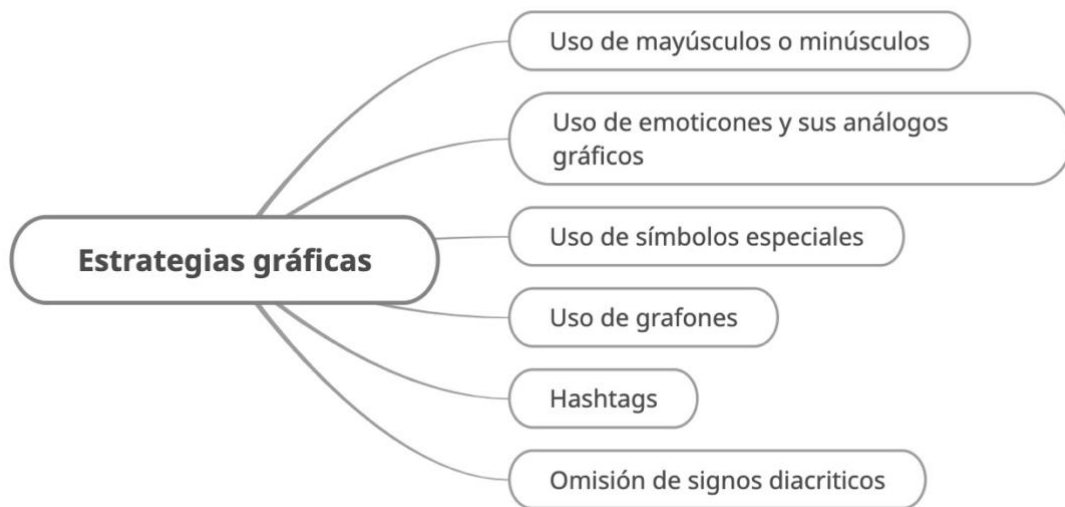 Uso de mayúsculos o minúsculos
Uso de emoticones y sus análogos
gráficos
Uso de símbolos especiales
Estrategias gráficas
Uso de grafones
Hashtags
Omisión de signos diacriticos